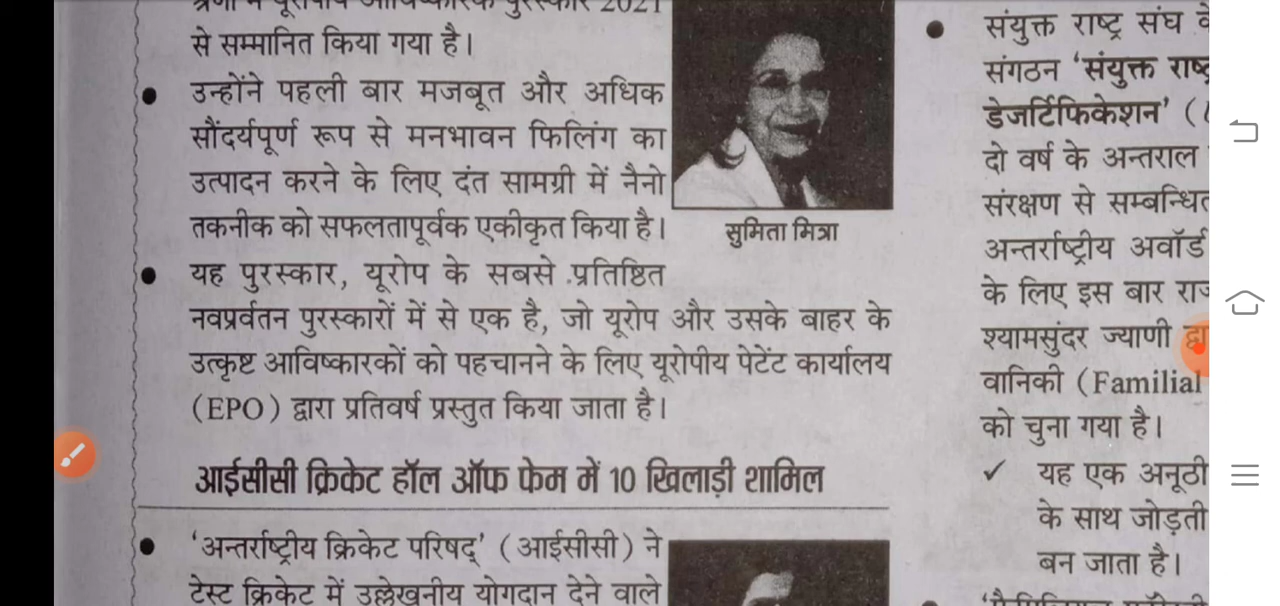 से सम्मानित किया गया है।
उन्होंने पहली बार मजबूत और अधिक
सौंदर्यपूर्ण रूप से मनभावन फिलिंग का
उत्पादन करने के लिए दंत सामग्री में नैनो
तकनीक को सफलतापूर्वक एकीकृत किया है।
सुमिता मित्रा
यह पुरस्कार, यूरोप के सबसे प्रतिष्ठित
नवप्रर्वतन पुरस्कारों में से एक है, जो यूरोप और उसके बाहर के
उत्कृष्ट आविष्कारकों को पहचानने के लिए यूरोपीय पेटेंट कार्यालय
(EPO) द्वारा प्रतिवर्ष प्रस्तुत किया जाता है।
आईसीसी क्रिकेट हॉल ऑफ फेम में 10 खिलाड़ी शामिल
'अन्तर्राष्ट्रीय क्रिकेट परिषद्' (आईसीसी) ने
टेस्ट क्रिकेट में उल्लेखनीय योगदान देने वाले
संयुक्त राष्ट्र संघ
संगठन 'संयुक्त
डेजर्टिफिकेशन' (
दो वर्ष के अन्तराल
संरक्षण से
अन्तर्राष्ट्रीय अवॉर्ड
के लिए इस बार
श्यामसुंदर ज्याणी
वानिकी (Familial
को चुना गया है।
✓ यह एक अनूठी
के साथ जोड़ती
बन जाता है।